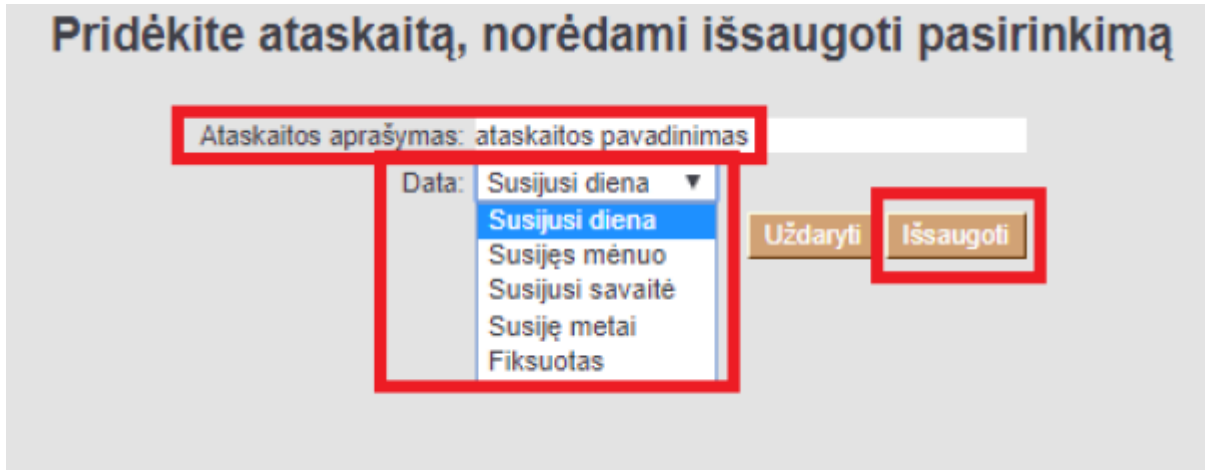 Pridėkite ataskaitą, norėdami išsaugoti pasirinkimą
Ataskaitos aprašymas: ataskaitos pavadinimas
Data: Susijusi diena ▼
Susijusi diena
Uždaryti Išsaugoti
Susijęs mėnuo
Susijusi savaitė
Susiję metai
Fiksuotas